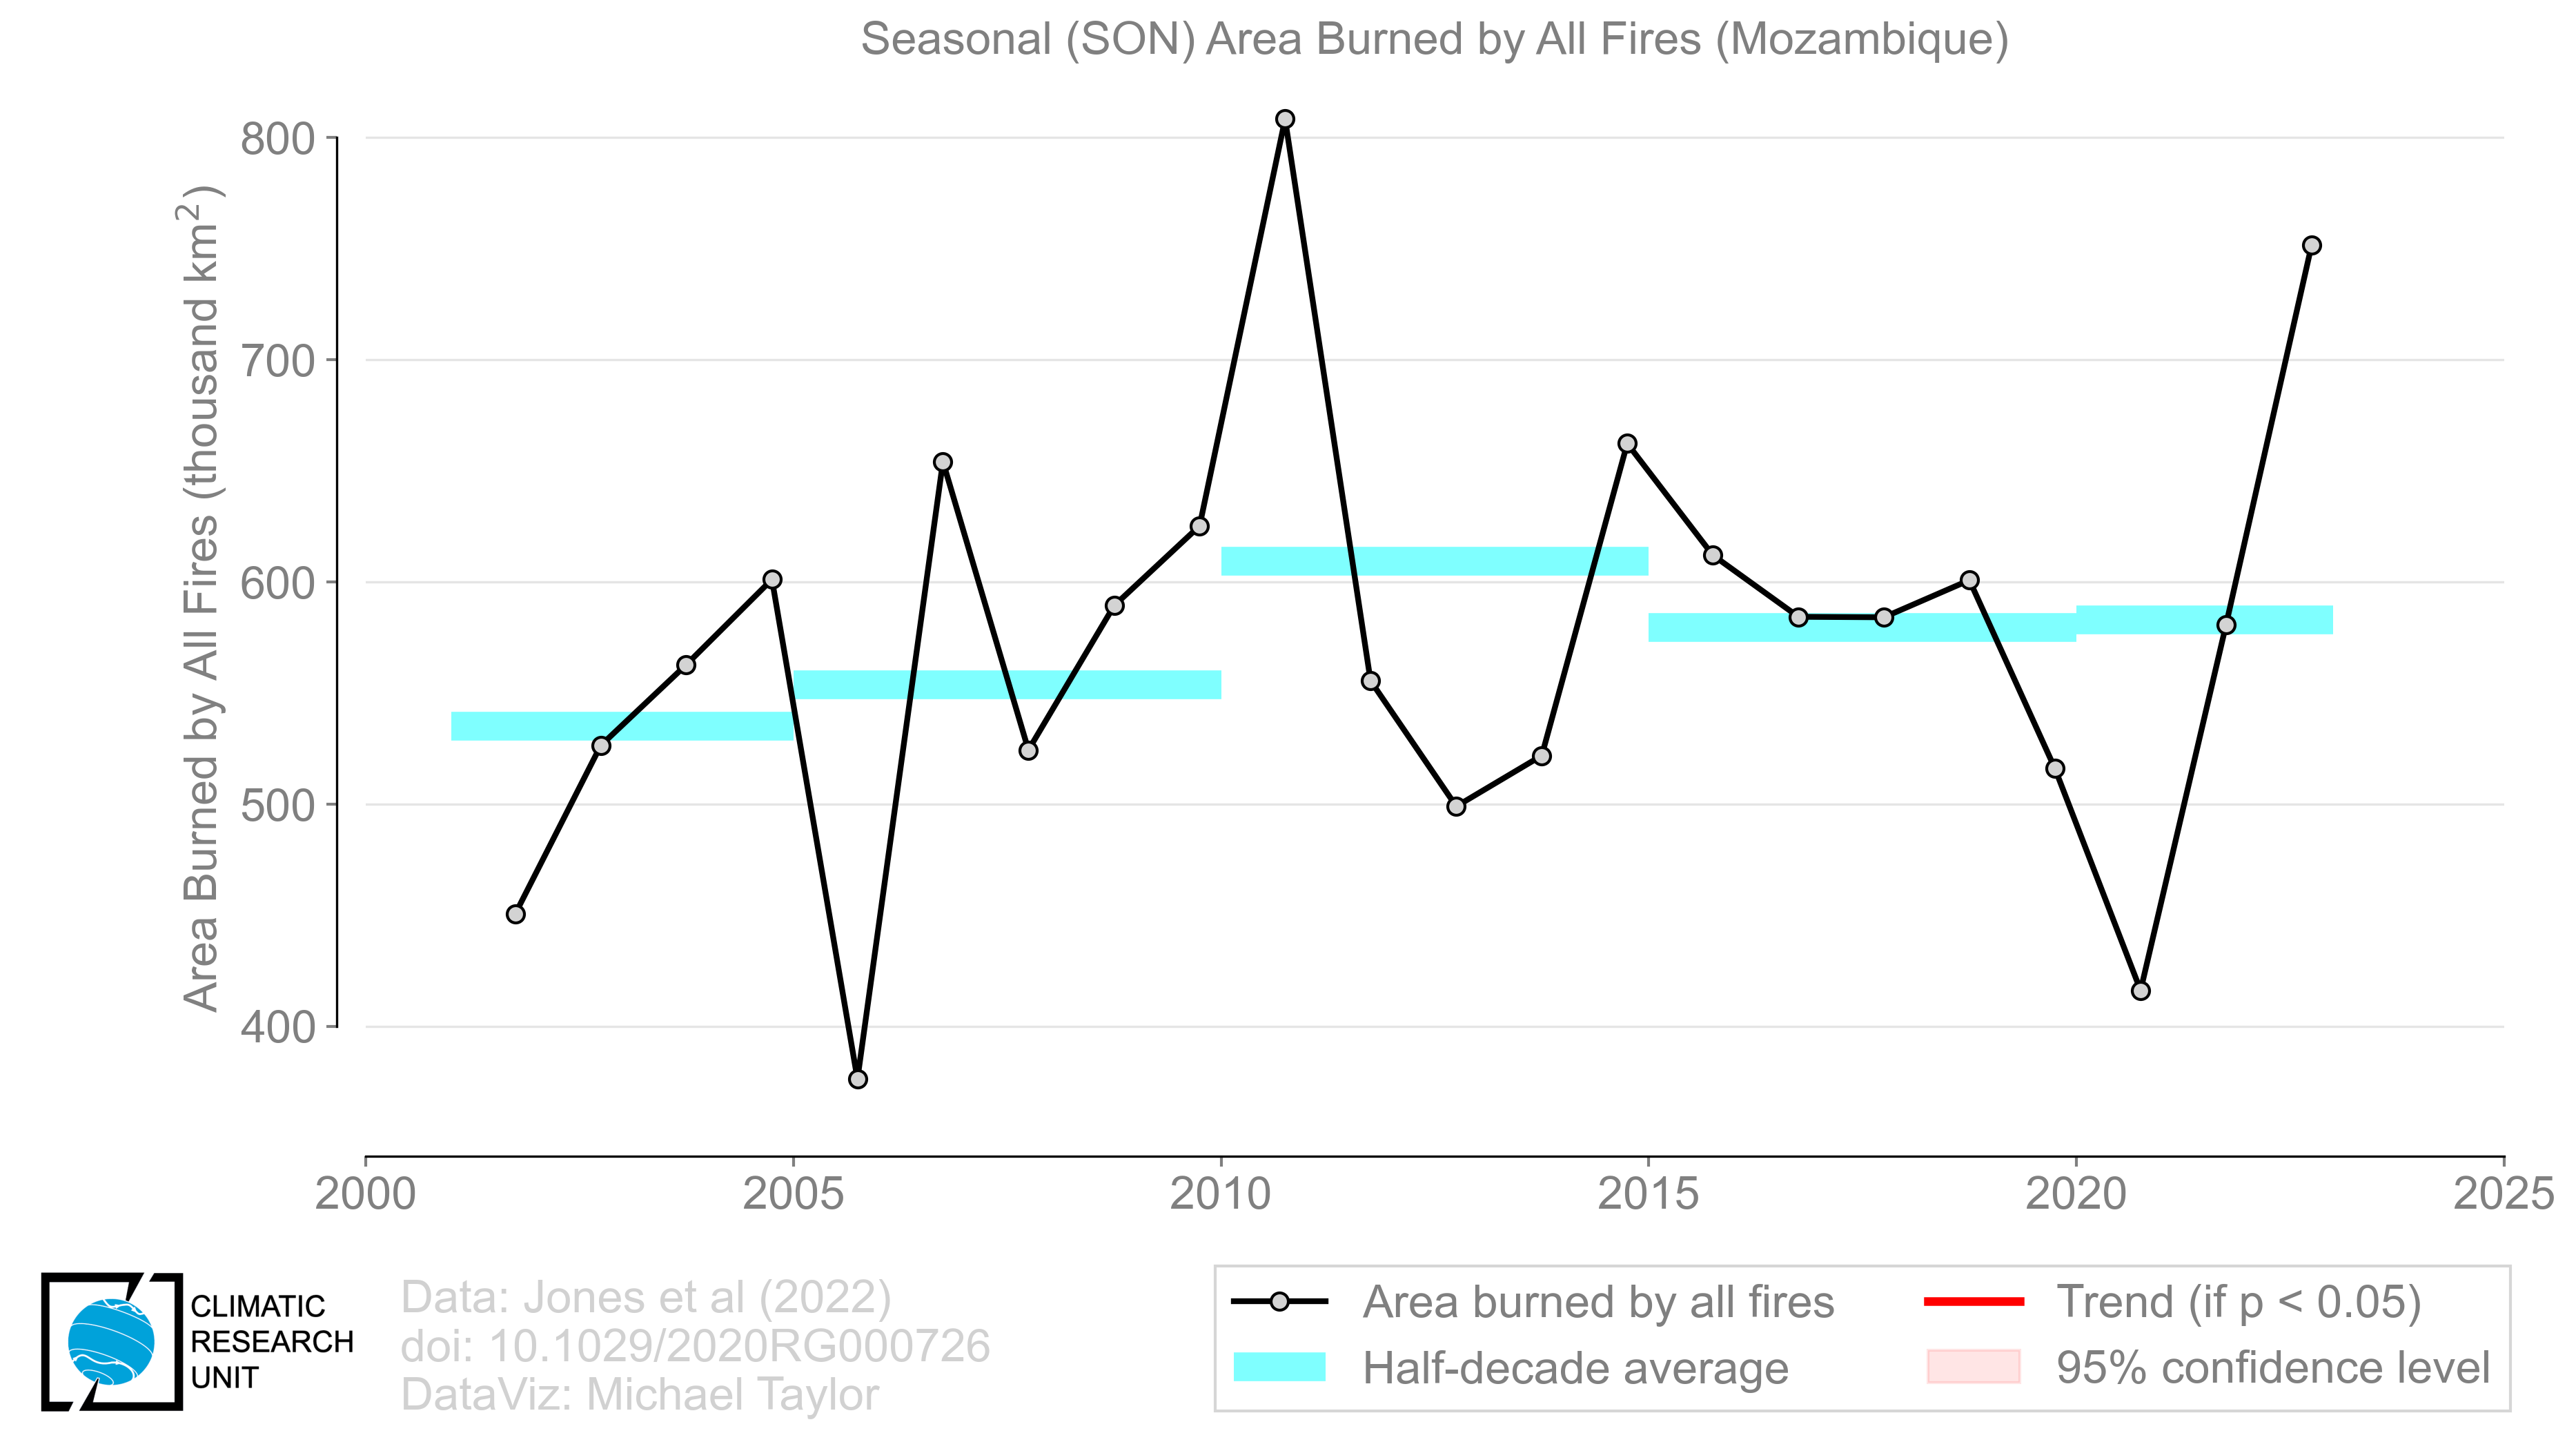 Seasonal (SON) Area Burned by All Fires (Mozambique)
Area Burned by All Fires (thousand km²)
800
700
600
500
400
2000
2005
2010
2015
2020
2025
CLIMATIC
RESEARCH
UNIT
Data: Jones et al (2022)
doi: 10.1029/2020RG000726
DataViz: Michael Taylor
Area burned by all fires
Half-decade average
Trend (if p < 0.05)
95% confidence level